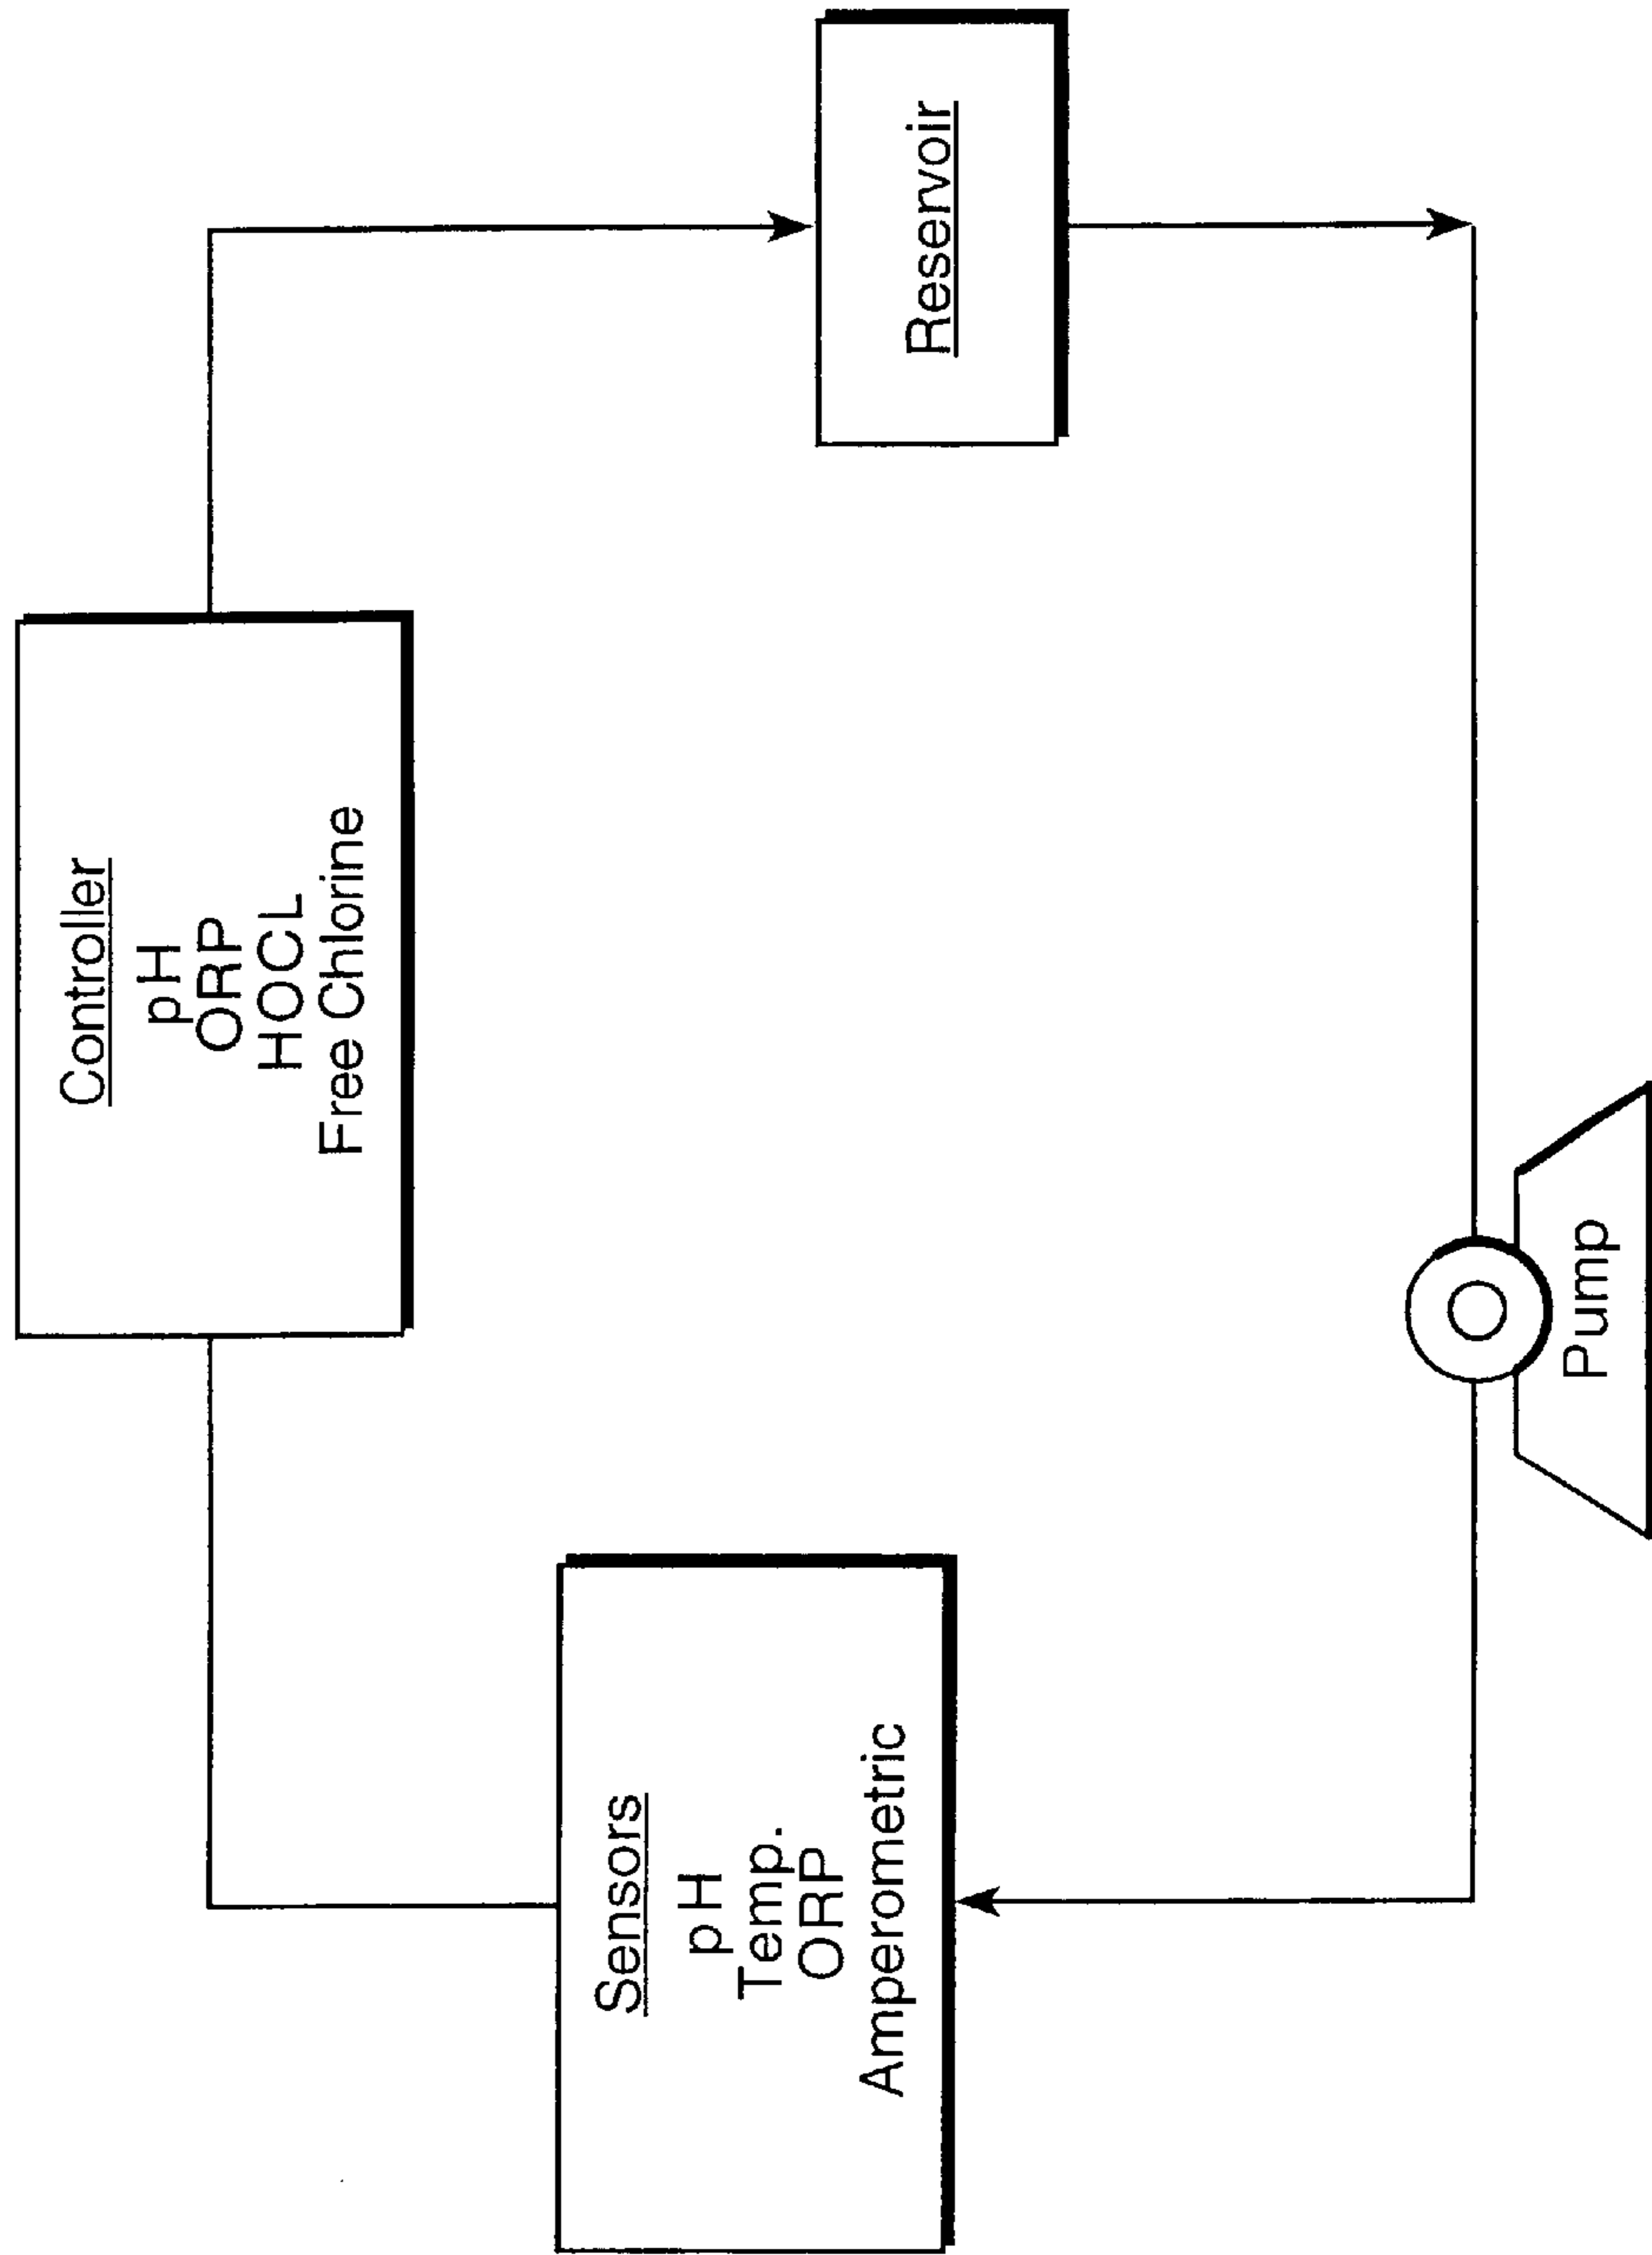 Controller
pH
ORP
HOCL
Free Chlorine
Reservoir
Sensors
pH
Temp.
ORP
Amperometric
Pump